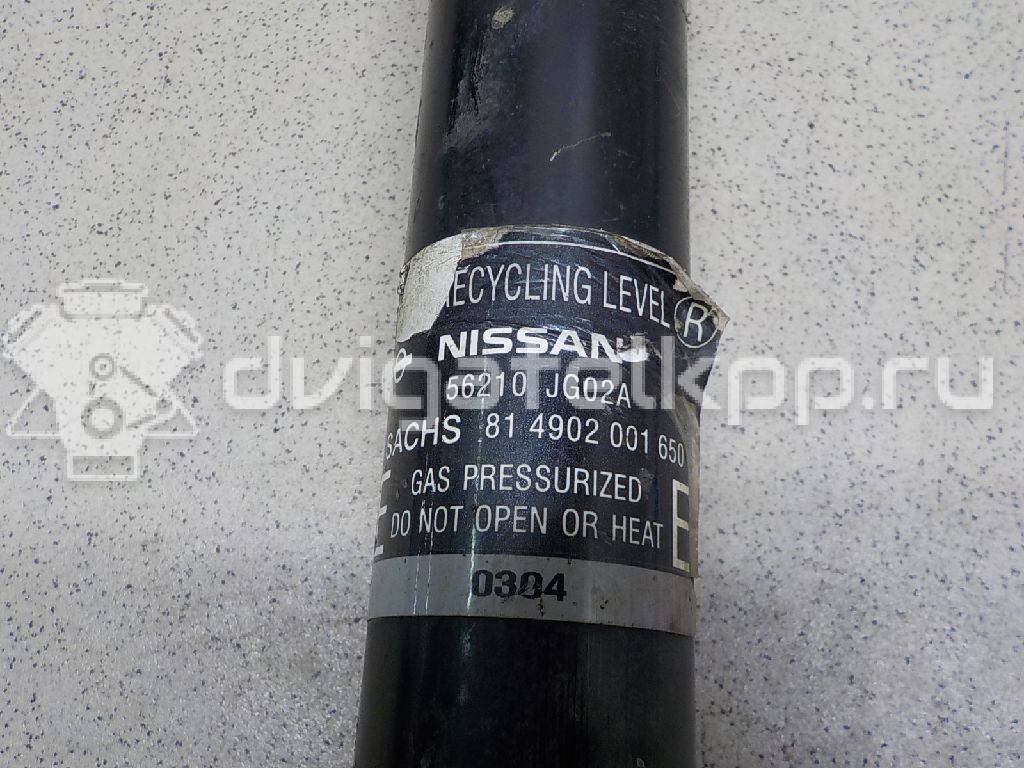 RECYCLING LEVEL R
NISSAN
56210 JG02A
SACHS 81 4902 001 650
GAS PRESSURIZED
DO NOT OPEN OR HEAT
E E
0304
dvigatelkpp.ru